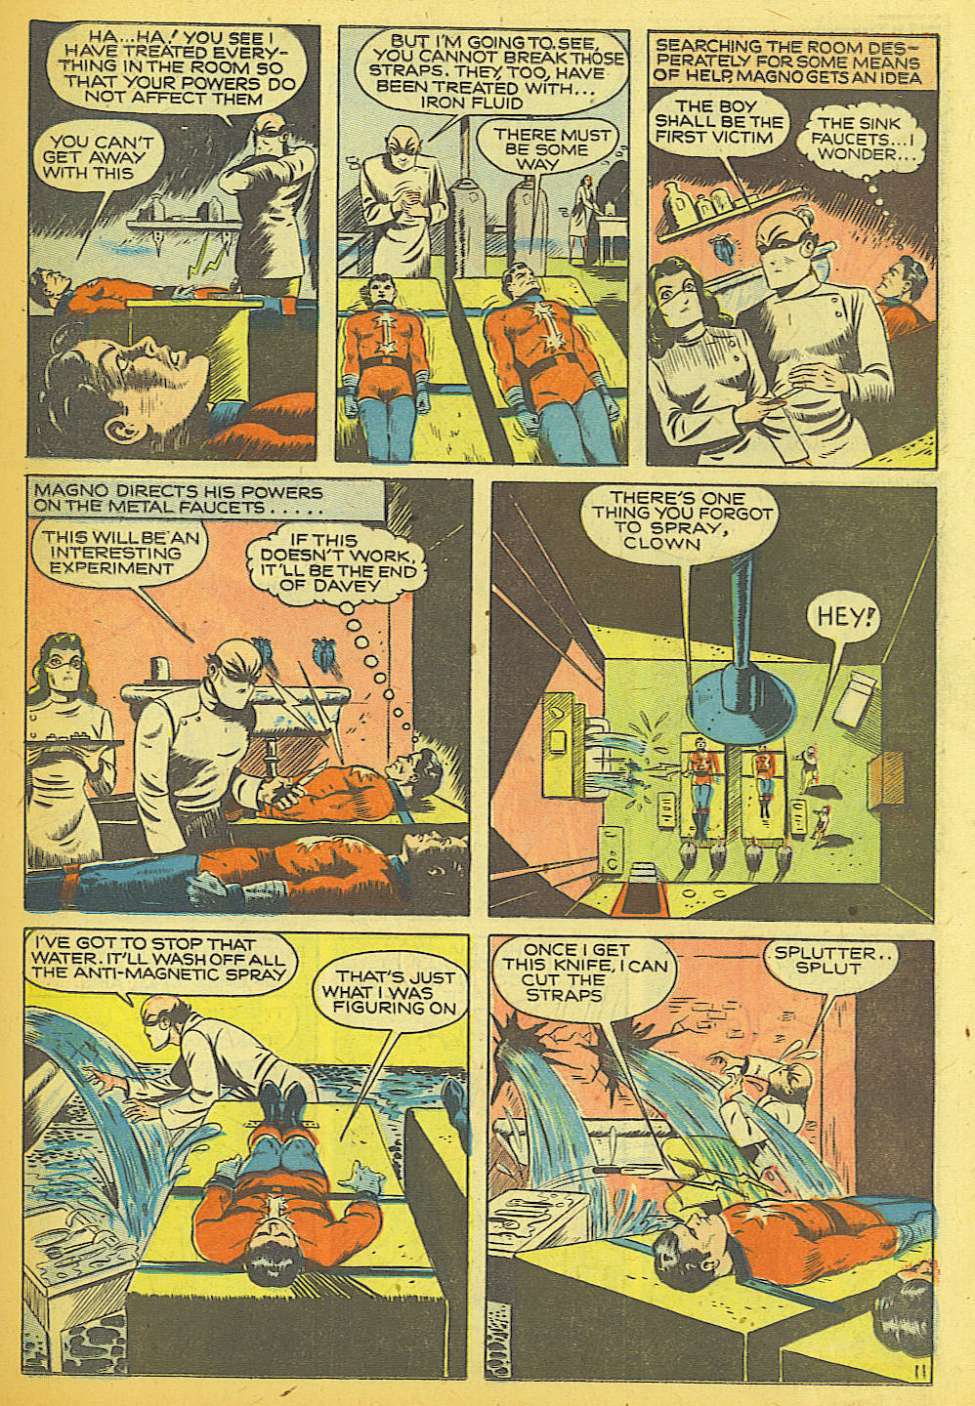 HA...HA! YOU SEE I
HAVE TREATED EVERY-
THING IN THE ROOM SO
THAT YOUR POWERS DO
NOT AFFECT THEM
YOU CAN'T
GET AWAY
WITH THIS
BUT I'M GOING TO. SEE,
YOU CANNOT BREAK THOSE
STRAPS. THEY, TOO, HAVE
BEEN TREATED WITH...
IRON FLUID
THERE MUST
BE SOME
WAY
SEARCHING THE ROOM DES-
PERATELY FOR SOME MEANS
OF HELP, MAGNO GETS AN IDEA
THE BOY
SHALL BE THE
FIRST VICTIM
THE SINK
FAUCETS...I
WONDER...
MAGNO DIRECTS HIS POWERS
ON THE METAL FAUCETS.....
THIS WILL BE AN
INTERESTING
EXPERIMENT
IF THIS
DOESN'T WORK,
IT'LL BE THE END
OF DAVEY
THERE'S ONE
THING YOU FORGOT
TO SPRAY,
CLOWN
HEY!
I'VE GOT TO STOP THAT
WATER. IT'LL WASH OFF ALL
THE ANTI-MAGNETIC SPRAY
THAT'S JUST
WHAT I WAS
FIGURING ON
ONCE I GET
THIS KNIFE, I CAN
CUT THE
STRAPS
SPLUTTER..
SPLUT
11